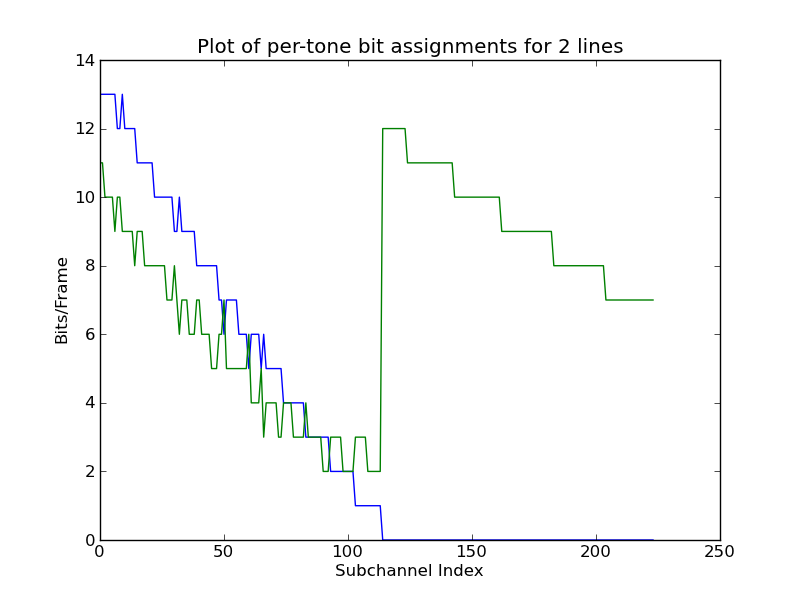 Plot of per-tone bit assignments for 2 lines
14
12
10
8
6
4
2
0
Bits/Frame
0 50 100 150 200 250
Subchannel Index